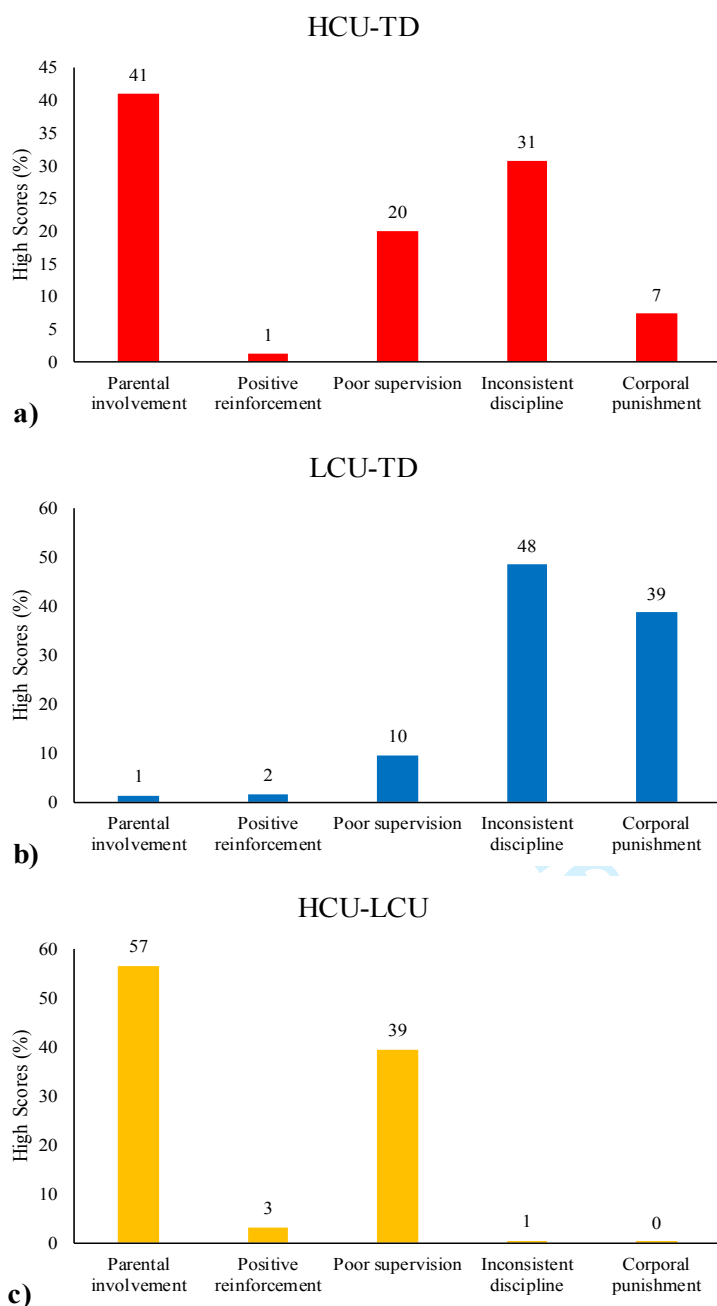 HCU-TD
High Scores (%)
45
40
35
30
25
20
15
10
5
0
41
1
20
31
7
Parental involvement
Positive reinforcement
Poor supervision
Inconsistent discipline
Corporal punishment
a)
LCU-TD
High Scores (%)
60
50
40
30
20
10
0
1
2
10
48
39
Parental involvement
Positive reinforcement
Poor supervision
Inconsistent discipline
Corporal punishment
b)
HCU-LCU
High Scores (%)
60
50
40
30
20
10
0
57
3
39
1
0
Parental involvement
Positive reinforcement
Poor supervision
Inconsistent discipline
Corporal punishment
c)